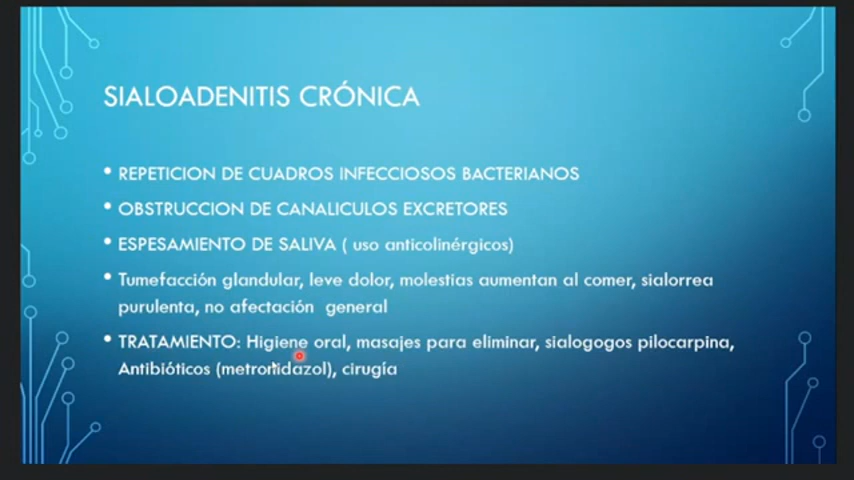 SIALOADENITIS CRÓNICA
• REPETICION DE CUADROS INFECCIOSOS BACTERIANOS
• OBSTRUCCION DE CANALICULOS EXCRETORES
• ESPESAMIENTO DE SALIVA ( uso anticolinérgicos)
• Tumefacción glandular, leve dolor, molestias aumentan al comer, sialorrea
purulenta, no afectación general
• TRATAMIENTO: Higiene oral, masajes para eliminar, sialogogos pilocarpina,
Antibióticos (metronidazol), cirugía